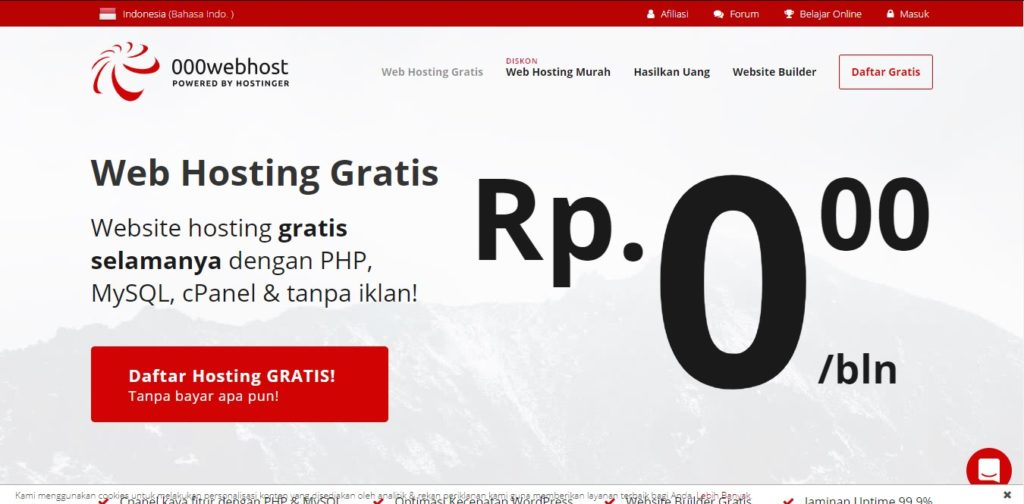 Indonesia (Bahasa Indo. )
Afiliasi
Forum
Belajar Online
Masuk
000webhost
POWERED BY HOSTINGER
Web Hosting Gratis
DISKON
Web Hosting Murah
Hasilkan Uang
Website Builder
Daftar Gratis
Web Hosting Gratis
Website hosting gratis
selamanya dengan PHP,
MySQL, cPanel & tanpa iklan!
Rp.000
/bln
Daftar Hosting GRATIS!
Tanpa bayar apa pun!
Kami menggunakan cookies untuk melakukan personalisasi konten yang disediakan oleh analitik & rekan periklanan kami guna memberikan layanan terbaik bagi Anda. Lebih Banyak
Cpanel kaya fitur dengan PHP & MySQL
Optimasi Kecepatan WordPress
Website Builder Gratis
Jaminan Uptime 99.9%